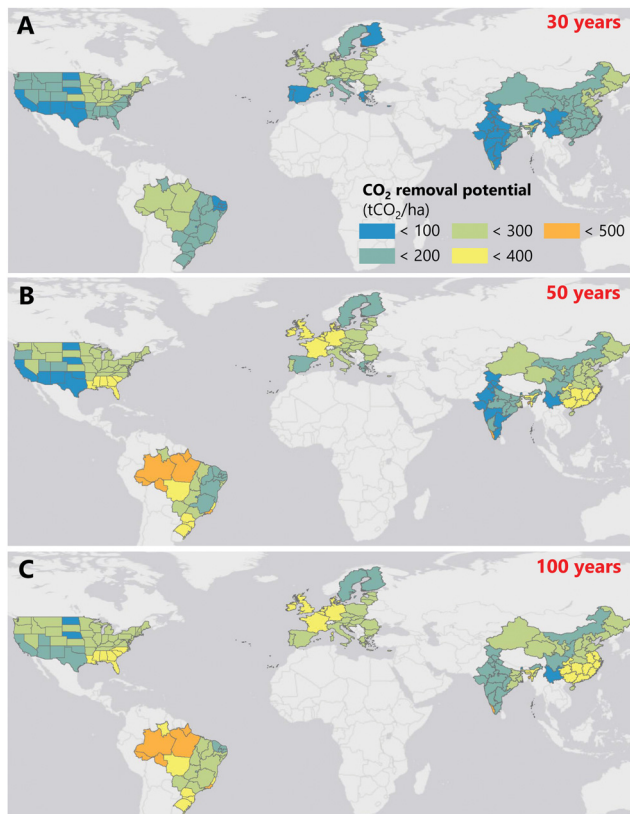 A
30 years
CO₂ removal potential
(tCO₂/ha)
< 100 < 300 < 500
< 200 < 400
B
50 years
C
100 years